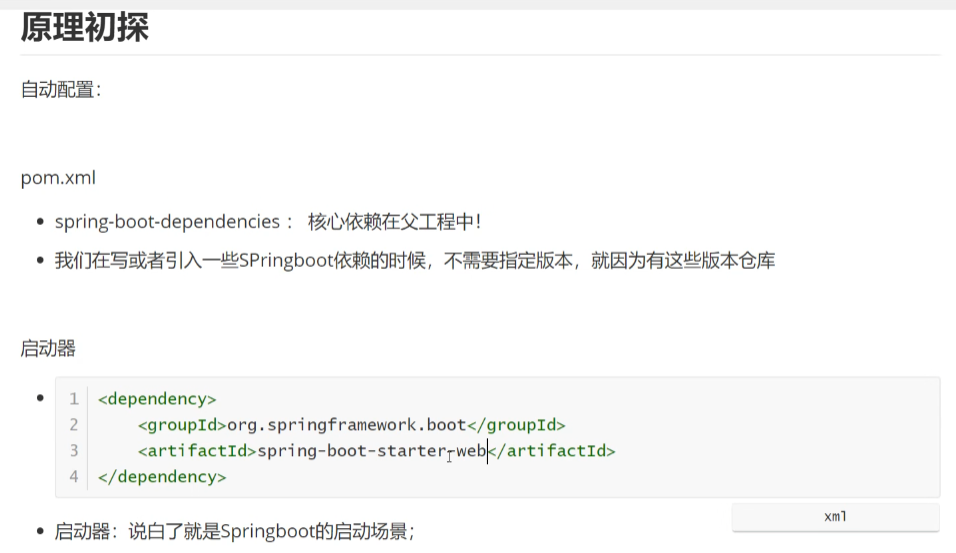 原理初探
自动配置：
pom.xml
spring-boot-dependencies ： 核心依赖在父工程中！
我们在写或者引入一些SPringboot依赖的时候，不需要指定版本，就因为有这些版本仓库
启动器
1 <dependency>
2     <groupId>org.springframework.boot</groupId>
3     <artifactId>spring-boot-starter-web</artifactId>
4 </dependency>
xml
启动器：说白了就是Springboot的启动场景；